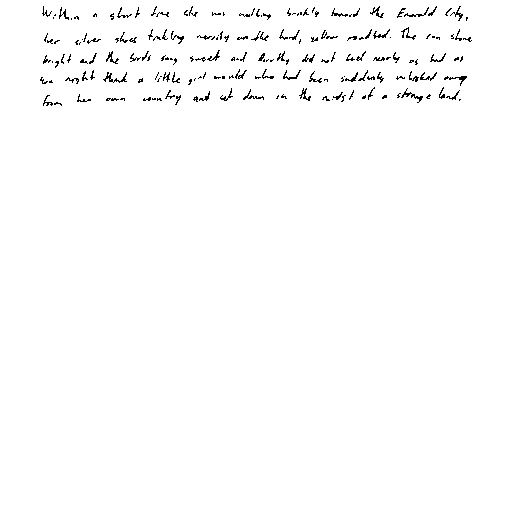 Within a short time she was walking briskly toward the Emerald City,
her silver shoes tinkling merrily on the hard, yellow roadbed. The sun shone
bright and the birds sang sweet and Dorothy did not feel nearly as bad as
you might think a little girl would who had been suddenly whisked away
from her own country and set down in the midst of a strange land.